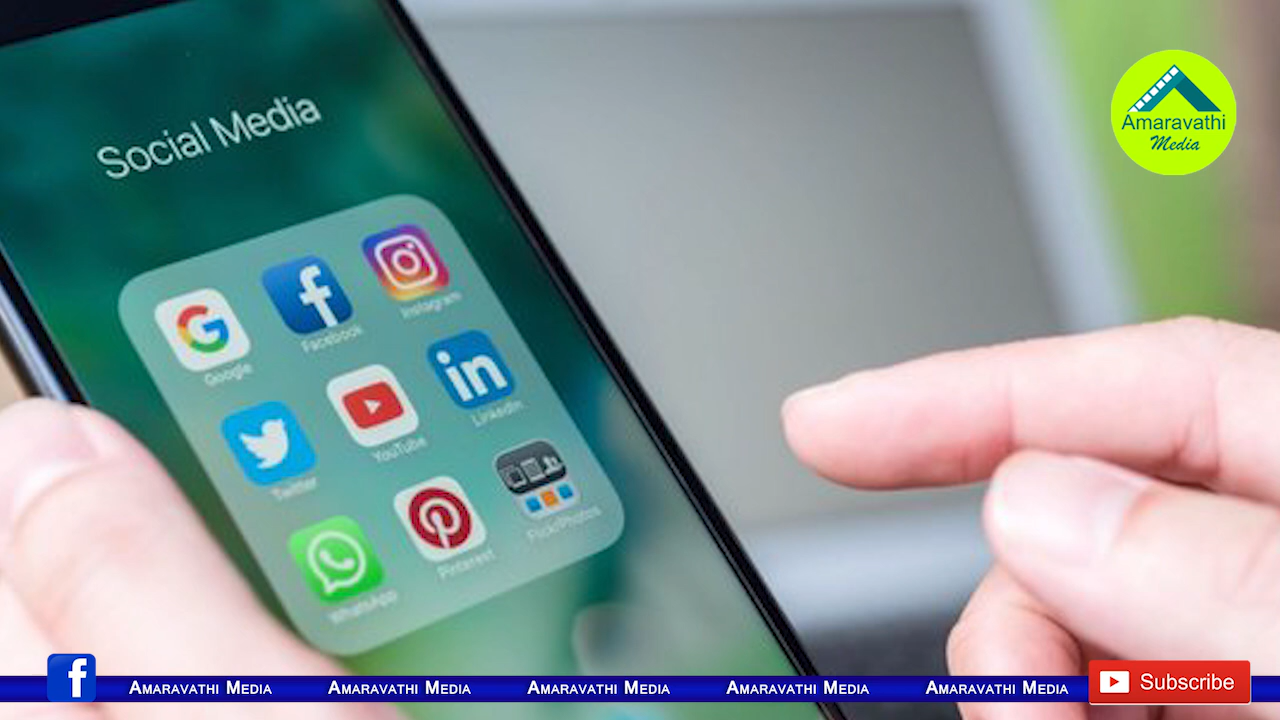 Social Media
Google
Facebook
Instagram
Twitter
YouTube
LinkedIn
WhatsApp
Pinterest
Amaravathi
Media
Amaravathi Media Amaravathi Media Amaravathi Media Amaravathi Media Amaravathi Media
Subscribe